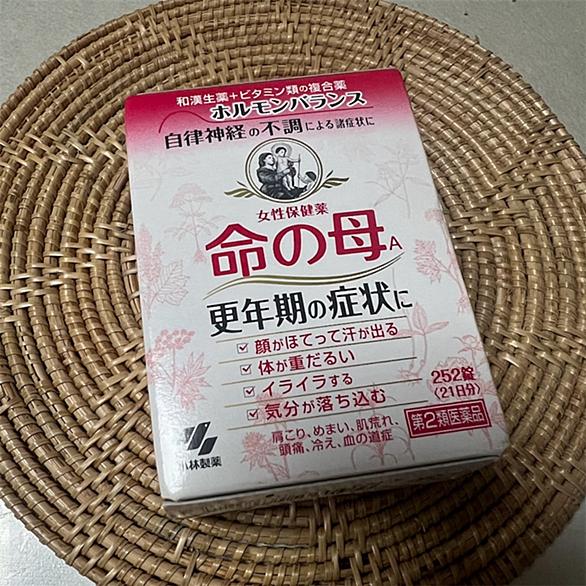 和漢生薬+ビタミン類の複合薬
ホルモンバランス
自律神経の不調による諸症状に
女性保健薬
命の母A
更年期の症状に
顔がほてって汗が出る
体が重だるい
イライラする
気分が落ち込む
252錠
〈21日分〉
肩こり、めまい、肌荒れ、
頭痛、冷え、血の道症
第2類医薬品
小林製薬